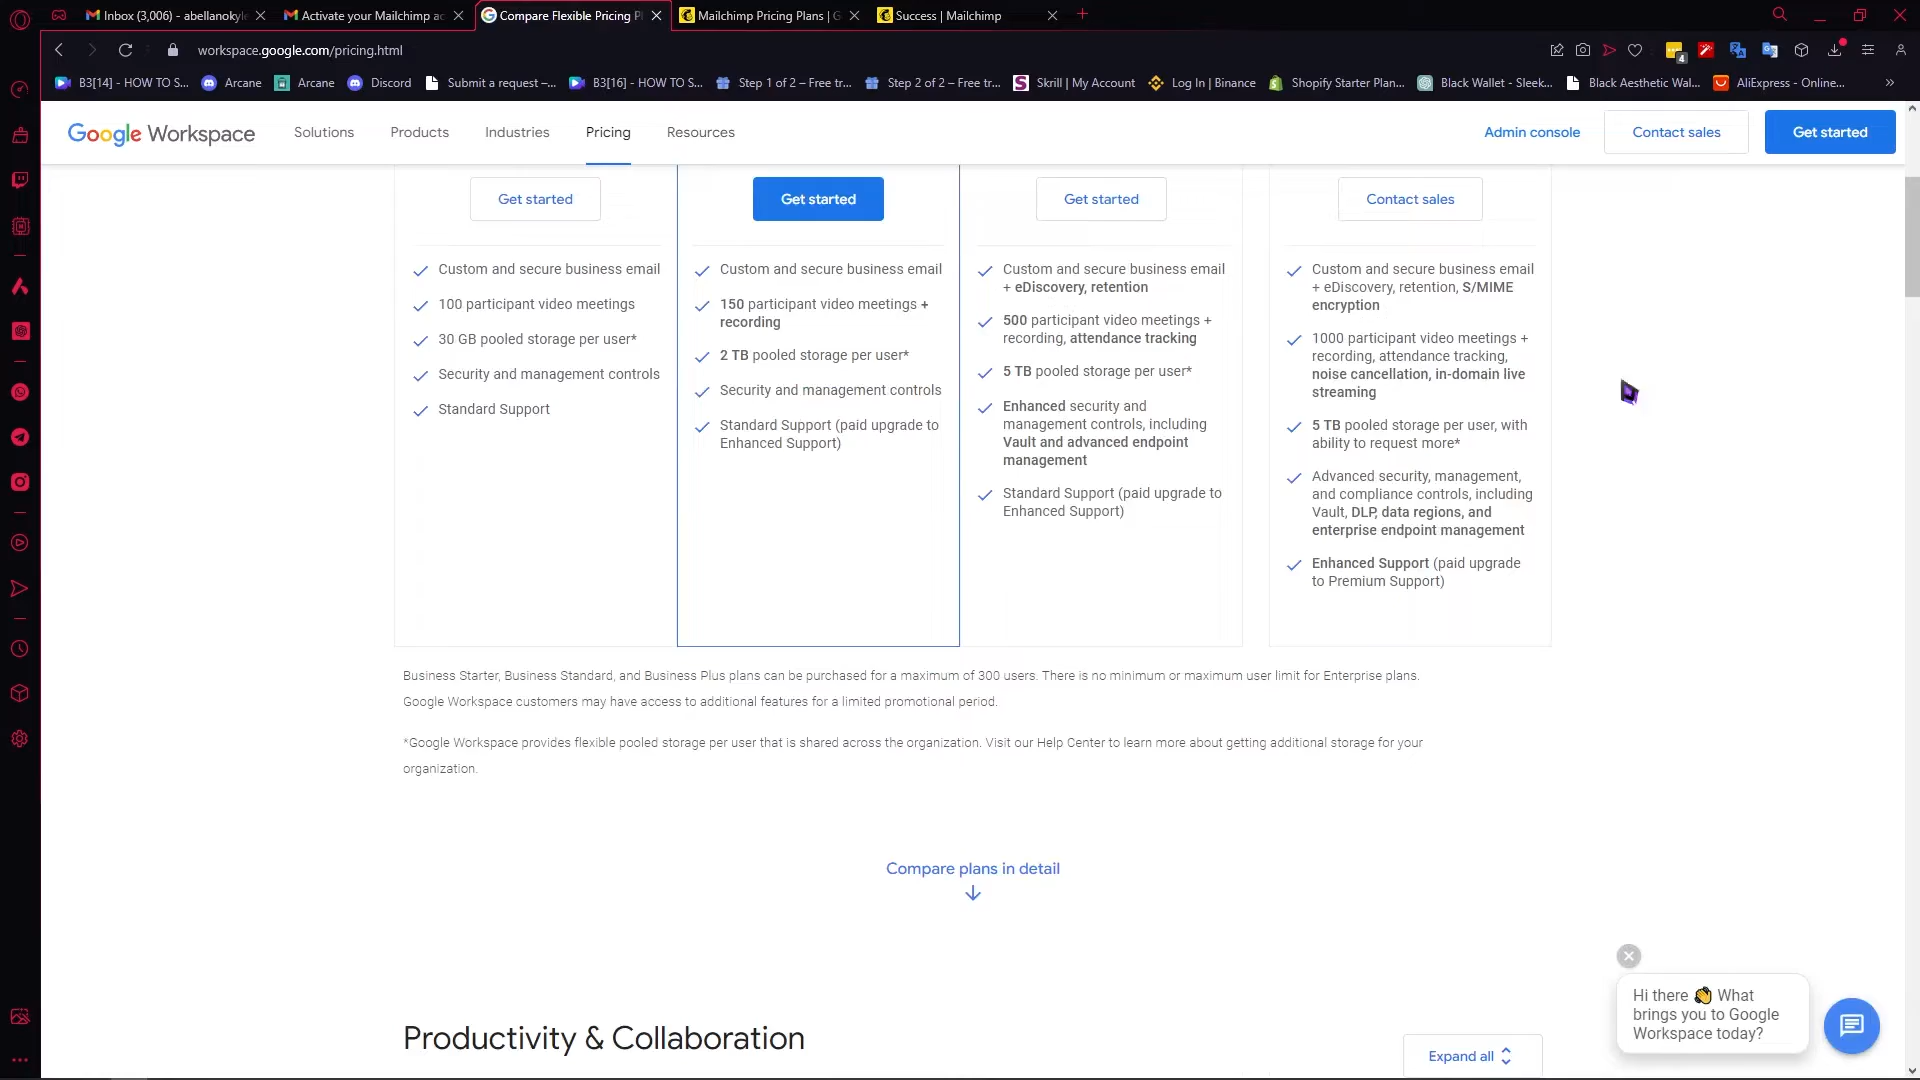 Inbox (3,006) - abellanokyle
Activate your Mailchimp ac
Compare Flexible Pricing Pl
Mailchimp Pricing Plans | G
Success | Mailchimp
workspace.google.com/pricing.html
4
B3[14] - HOW TO S...
Arcane
Arcane
Discord
Submit a request –...
B3[16] - HOW TO S...
Step 1 of 2 – Free tr...
Step 2 of 2 – Free tr...
Skrill | My Account
Log In | Binance
Shopify Starter Plan...
Black Wallet - Sleek...
Black Aesthetic Wal...
AliExpress - Online...
Google Workspace
Solutions
Products
Industries
Pricing
Resources
Admin console
Contact sales
Get started
Get started
Custom and secure business email
100 participant video meetings
30 GB pooled storage per user*
Security and management controls
Standard Support
Get started
Custom and secure business email
150 participant video meetings +
recording
2 TB pooled storage per user*
Security and management controls
Standard Support (paid upgrade to
Enhanced Support)
Get started
Custom and secure business email
+ eDiscovery, retention
500 participant video meetings +
recording, attendance tracking
5 TB pooled storage per user*
Enhanced security and
management controls, including
Vault and advanced endpoint
management
Standard Support (paid upgrade to
Enhanced Support)
Contact sales
Custom and secure business email
+ eDiscovery, retention, S/MIME
encryption
1000 participant video meetings +
recording, attendance tracking,
noise cancellation, in-domain live
streaming
5 TB pooled storage per user, with
ability to request more*
Advanced security, management,
and compliance controls, including
Vault, DLP, data regions, and
enterprise endpoint management
Enhanced Support (paid upgrade
to Premium Support)
Business Starter, Business Standard, and Business Plus plans can be purchased for a maximum of 300 users. There is no minimum or maximum user limit for Enterprise plans.
Google Workspace customers may have access to additional features for a limited promotional period.
*Google Workspace provides flexible pooled storage per user that is shared across the organization. Visit our Help Center to learn more about getting additional storage for your
organization.
Compare plans in detail
Productivity & Collaboration
Expand all
Hi there 👋 What
brings you to Google
Workspace today?